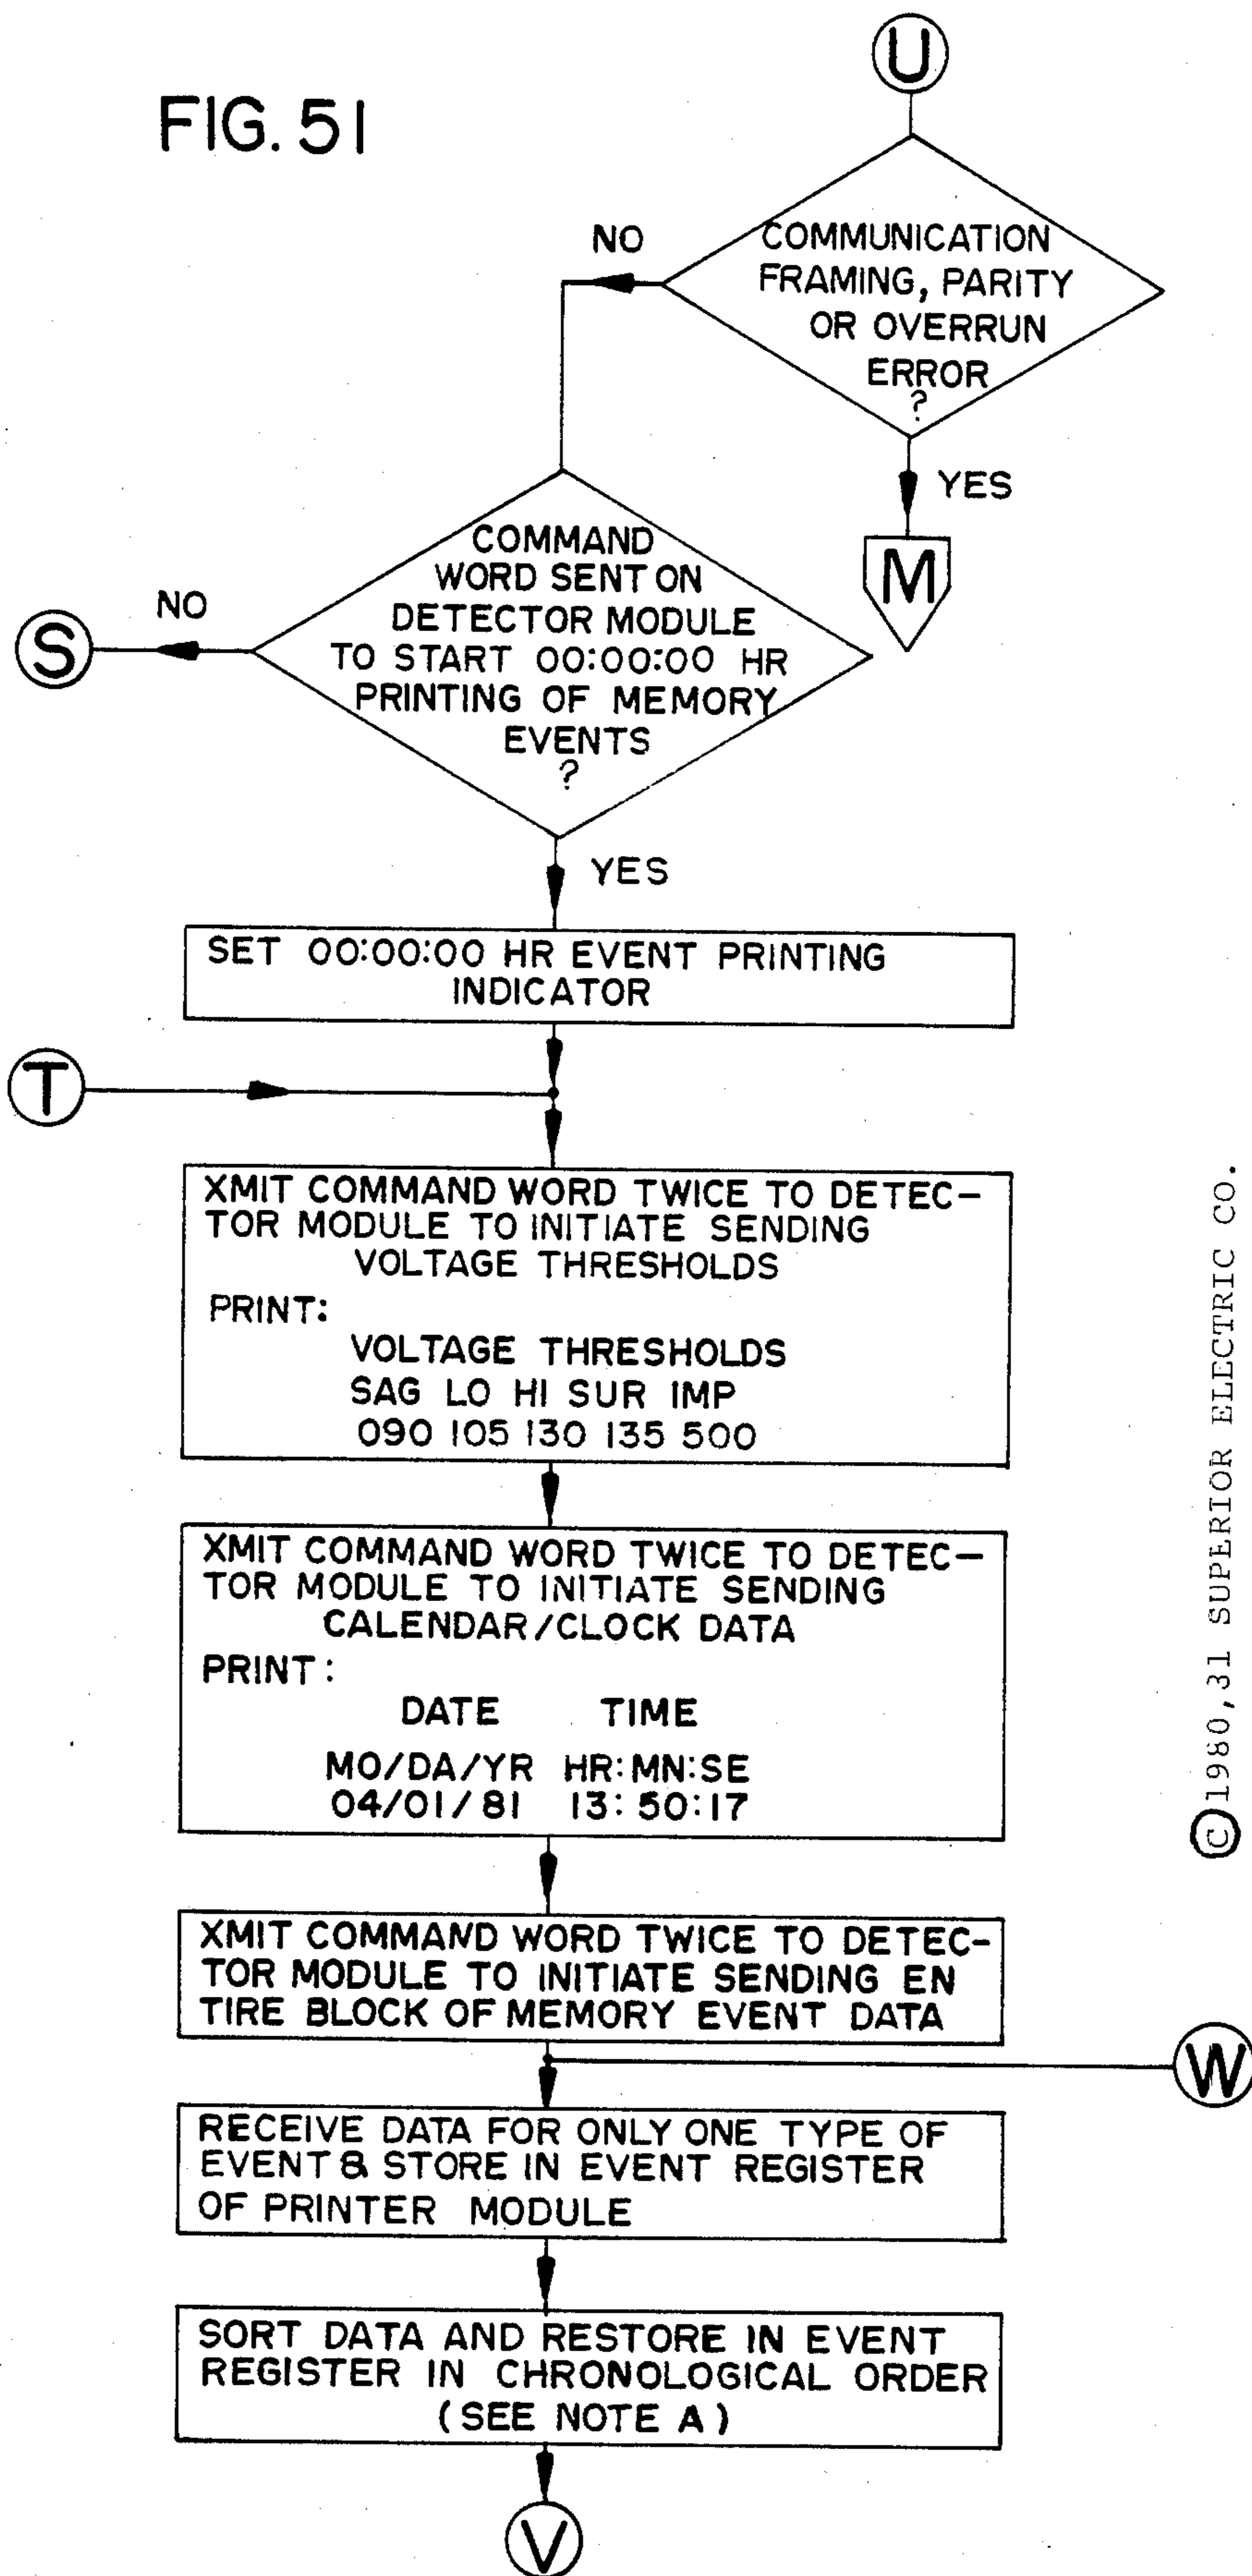 U
FIG. 51
NO
COMMUNICATION
FRAMING, PARITY
OR OVERRUN
ERROR
?
YES
M
COMMAND
WORD SENT ON
DETECTOR MODULE
TO START 00:00:00 HR
PRINTING OF MEMORY
EVENTS
?
NO
S
YES
SET 00:00:00 HR EVENT PRINTING
INDICATOR
T
XMIT COMMAND WORD TWICE TO DETEC-
TOR MODULE TO INITIATE SENDING
VOLTAGE THRESHOLDS
PRINT:
VOLTAGE THRESHOLDS
SAG LO HI SUR IMP
090 105 130 135 500
XMIT COMMAND WORD TWICE TO DETEC-
TOR MODULE TO INITIATE SENDING
CALENDAR/CLOCK DATA
PRINT:
DATE TIME
MO/DA/YR HR:MN:SE
04/01/81 13:50:17
XMIT COMMAND WORD TWICE TO DETEC-
TOR MODULE TO INITIATE SENDING EN
TIRE BLOCK OF MEMORY EVENT DATA
W
RECEIVE DATA FOR ONLY ONE TYPE OF
EVENT & STORE IN EVENT REGISTER
OF PRINTER MODULE
SORT DATA AND RESTORE IN EVENT
REGISTER IN CHRONOLOGICAL ORDER
(SEE NOTE A)
V
©1980,31 SUPERIOR ELECTRIC CO.